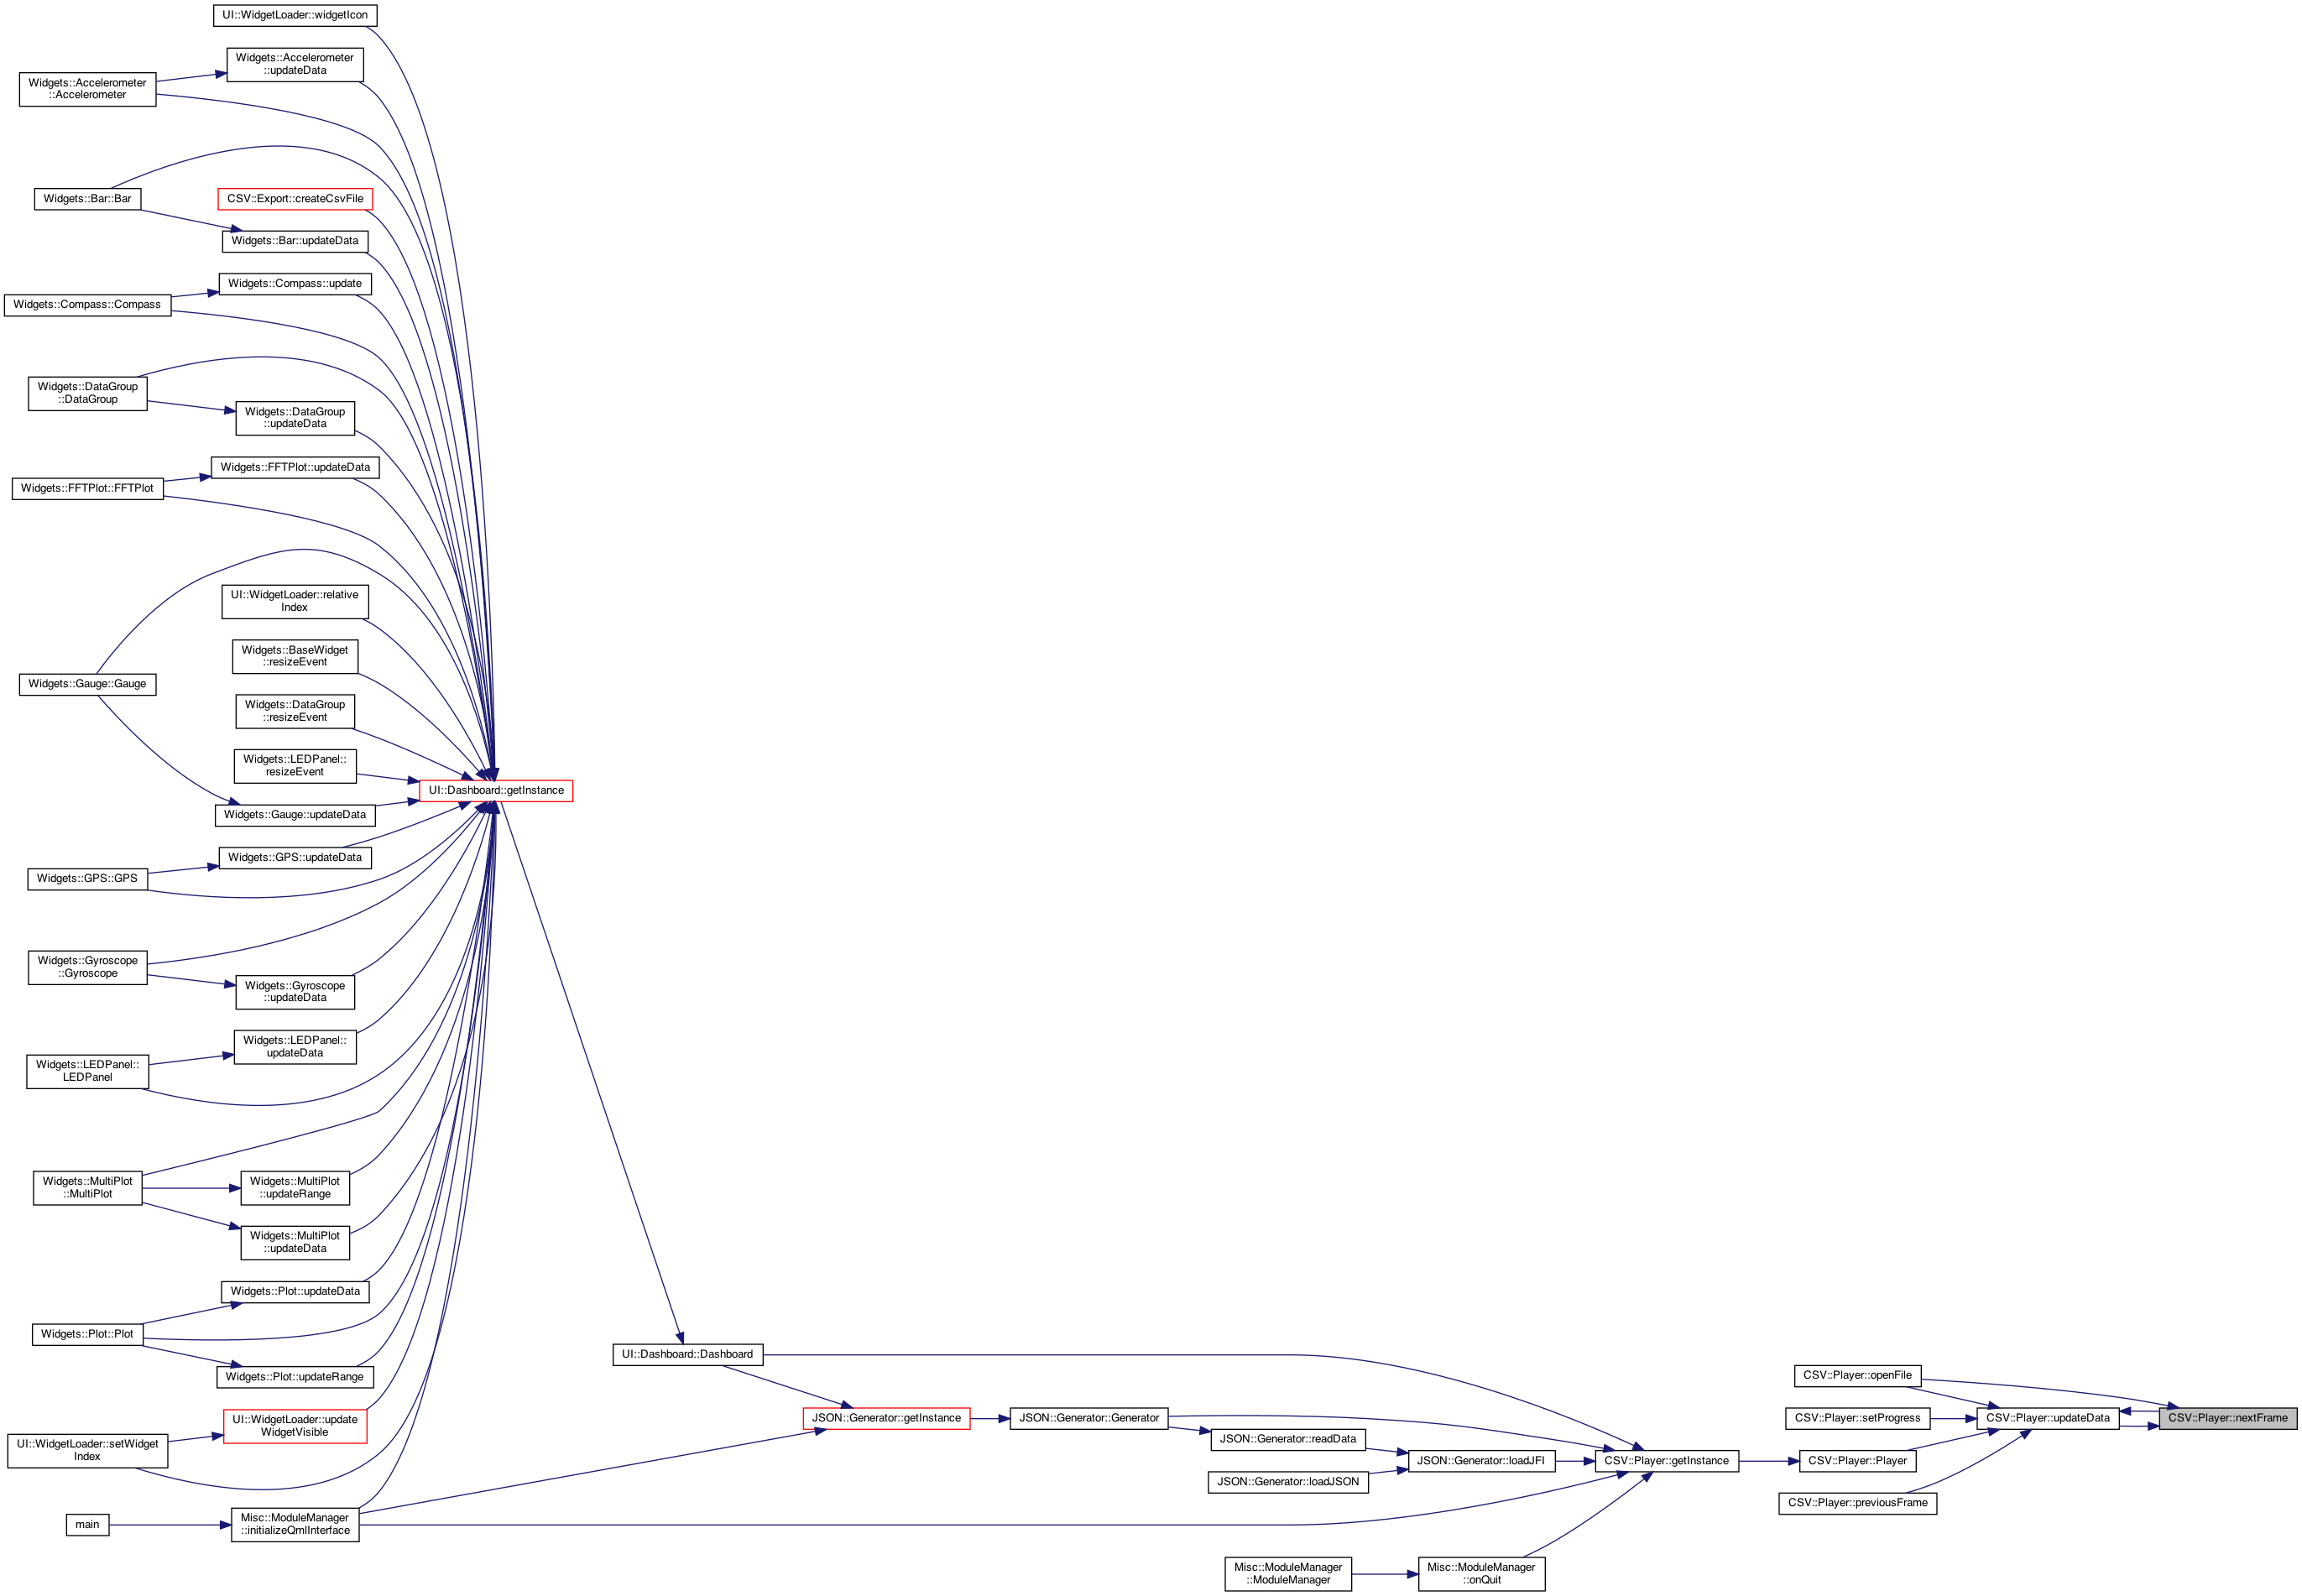 UI::WidgetLoader::widgetIcon
Widgets::Accelerometer
::updateData
Widgets::Accelerometer
::Accelerometer
Widgets::Bar::Bar
CSV::Export::createCsvFile
Widgets::Bar::updateData
Widgets::Compass::update
Widgets::Compass::Compass
Widgets::DataGroup
::DataGroup
Widgets::DataGroup
::updateData
Widgets::FFTPlot::updateData
Widgets::FFTPlot::FFTPlot
UI::WidgetLoader::relative
Index
Widgets::BaseWidget
::resizeEvent
Widgets::Gauge::Gauge
Widgets::DataGroup
::resizeEvent
Widgets::LEDPanel::
resizeEvent
UI::Dashboard::getInstance
Widgets::Gauge::updateData
Widgets::GPS::updateData
Widgets::GPS::GPS
Widgets::Gyroscope
::Gyroscope
Widgets::Gyroscope
::updateData
Widgets::LEDPanel::
updateData
Widgets::LEDPanel::
LEDPanel
Widgets::MultiPlot
::MultiPlot
Widgets::MultiPlot
::updateRange
Widgets::MultiPlot
::updateData
Widgets::Plot::updateData
Widgets::Plot::Plot
Widgets::Plot::updateRange
UI::Dashboard::Dashboard
CSV::Player::openFile
UI::WidgetLoader::update
WidgetVisible
JSON::Generator::getInstance
JSON::Generator::Generator
CSV::Player::setProgress
CSV::Player::updateData
CSV::Player::nextFrame
JSON::Generator::readData
UI::WidgetLoader::setWidget
Index
JSON::Generator::loadJFI
CSV::Player::getInstance
CSV::Player::Player
JSON::Generator::loadJSON
CSV::Player::previousFrame
main
Misc::ModuleManager
::initializeQmlInterface
Misc::ModuleManager
::ModuleManager
Misc::ModuleManager
::onQuit